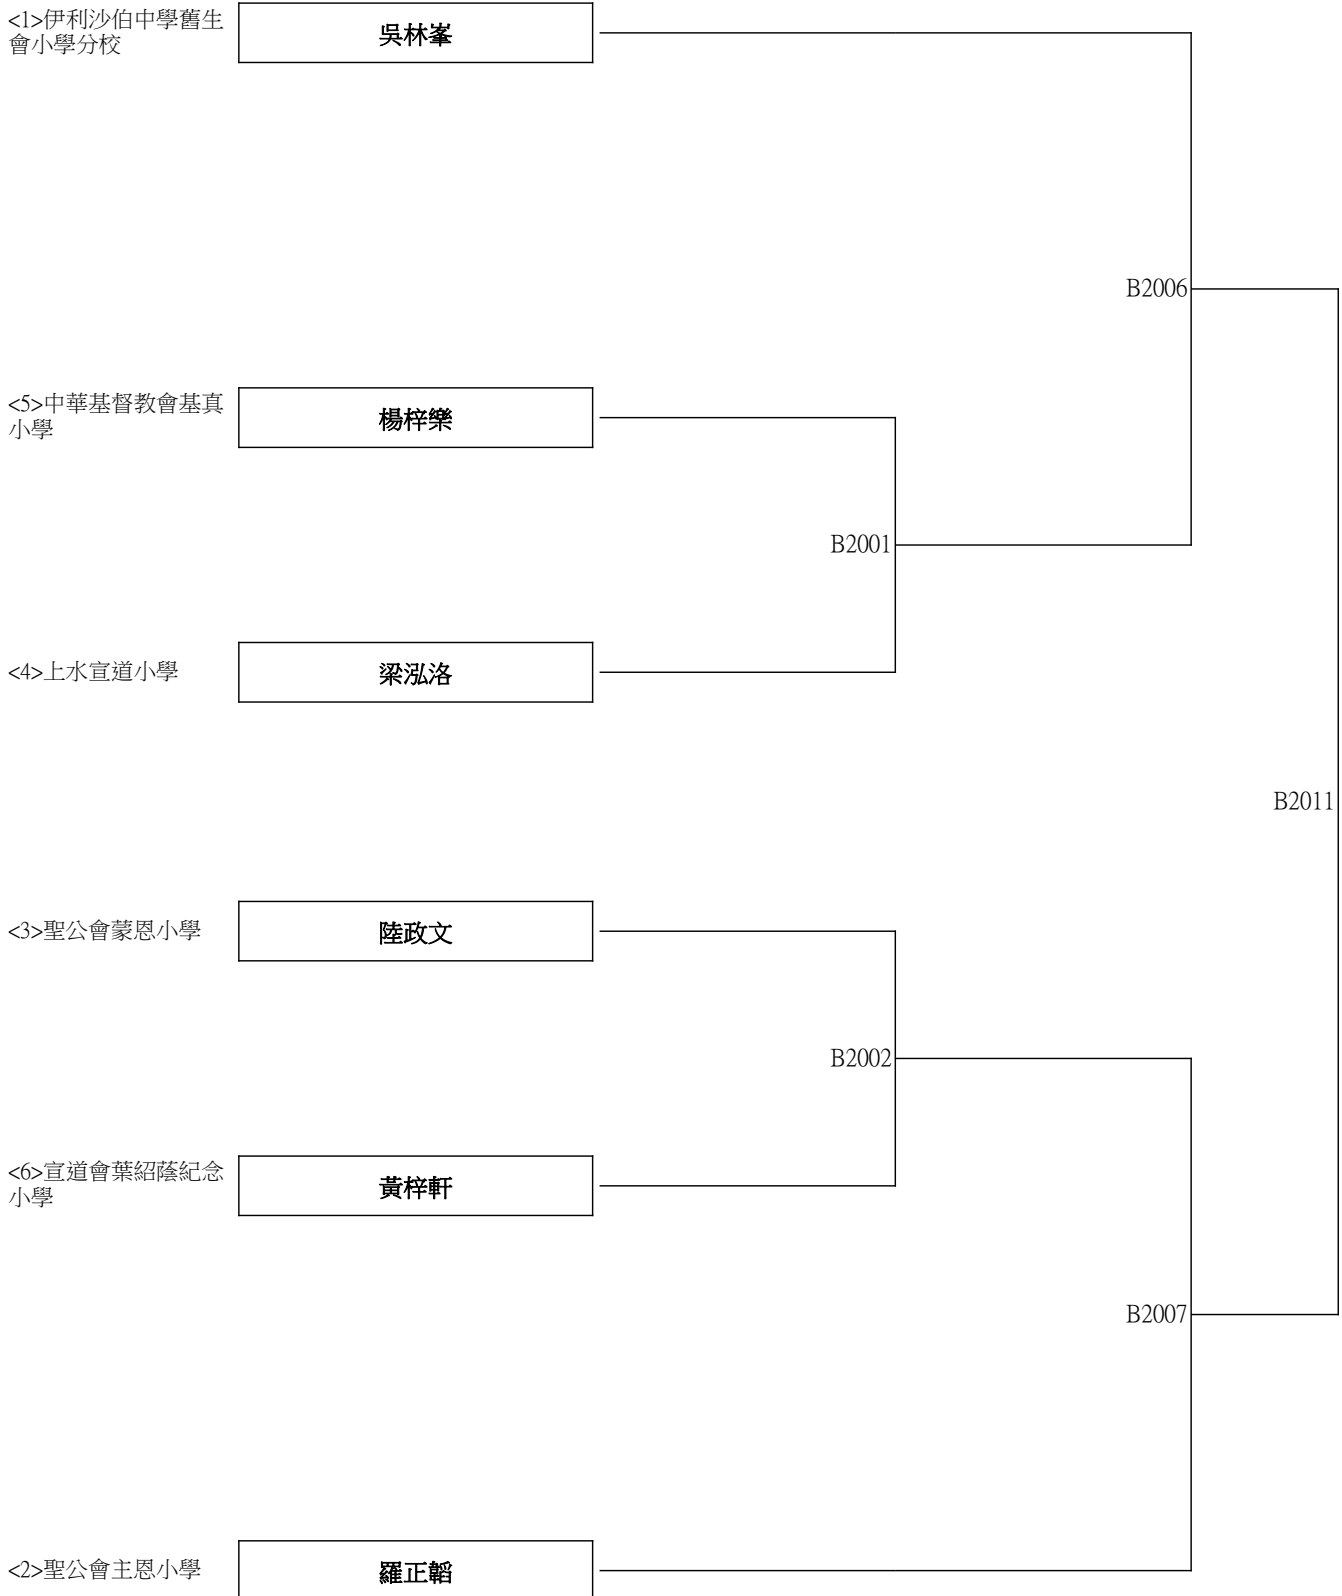 <1>伊利沙伯中學舊生
會小學分校
吳林峯
B2006
<5>中華基督教會基真
小學
楊梓樂
B2001
<4>上水宣道小學
梁泓洛
B2011
<3>聖公會蒙恩小學
陸政文
B2002
<6>宣道會葉紹蔭紀念
小學
黃梓軒
B2007
<2>聖公會主恩小學
羅正韜